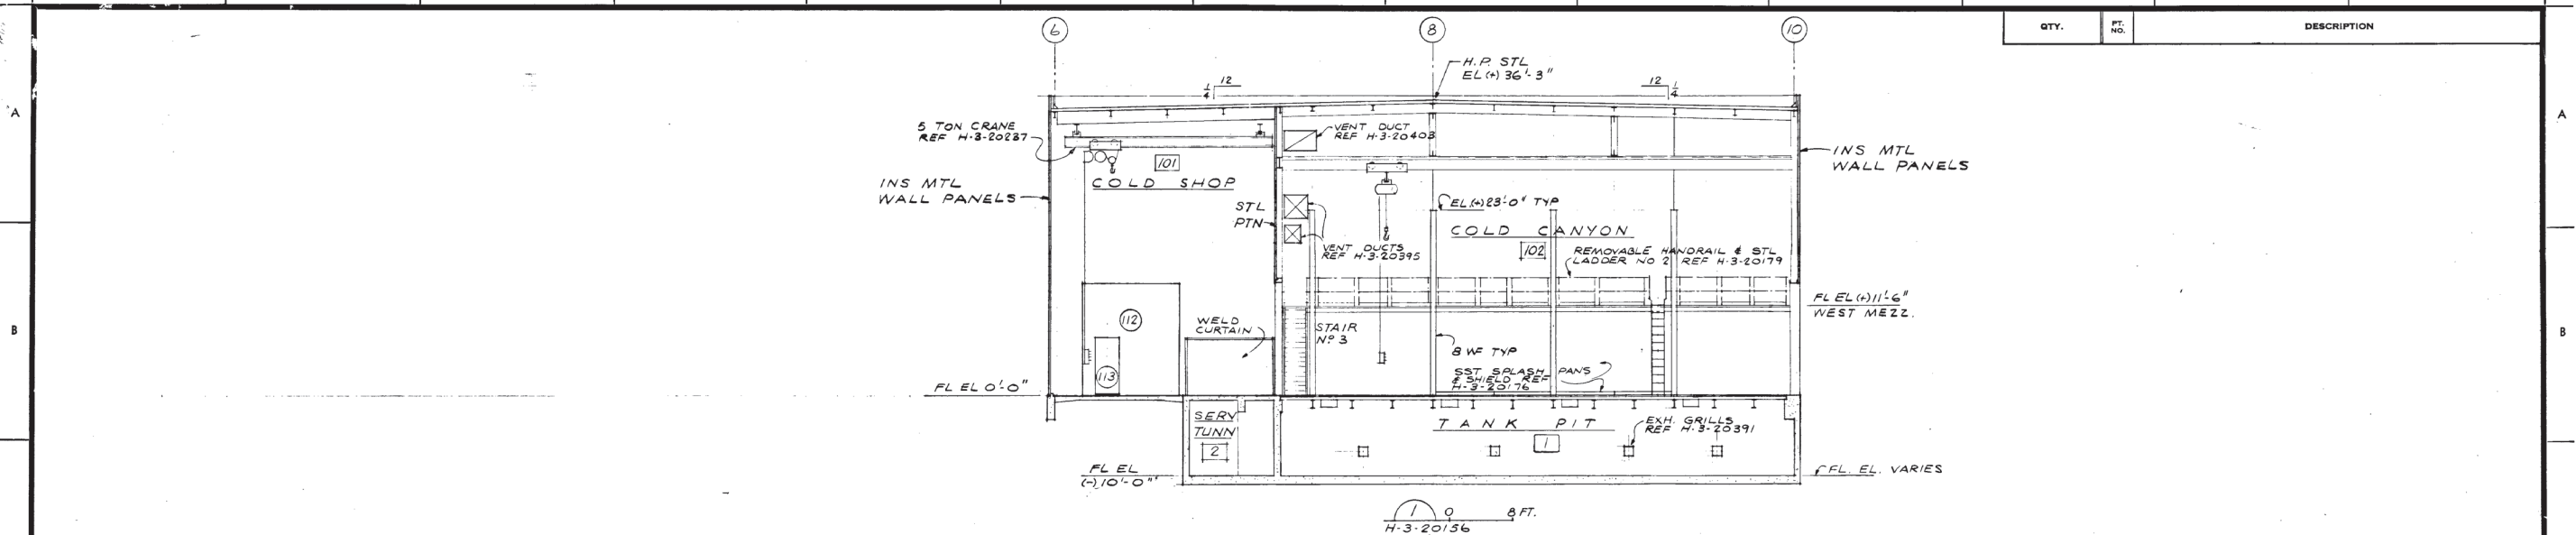 QTY.
PT. NO.
DESCRIPTION
6
8
10
A
A
H.P. STL
EL (+) 36'-3"
12
1/4
12
1/4
5 TON CRANE
REF H-3-20237
VENT DUCT
REF H-3-20403
101
COLD SHOP
INS MTL
WALL PANELS
INS MTL
WALL PANELS
STL
PTN
EL (+) 23'-0" TYP
COLD CANYON
102
VENT DUCTS
REF H-3-20395
REMOVABLE HANDRAIL & STL
LADDER NO 2 REF H-3-20179
FL EL (+) 11'-6"
WEST MEZZ.
B
B
112
WELD
CURTAIN
STAIR
Nº 3
8 WF TYP
113
SST SPLASH PANS
& SHIELD REF
H-3-20176
FL EL 0'-0"
SERV
TUNN
2
TANK PIT
1
EXH. GRILLS
REF H-3-20391
FL EL
(-) 10'-0"
FL. EL. VARIES
1
0 8 FT.
H-3-20156